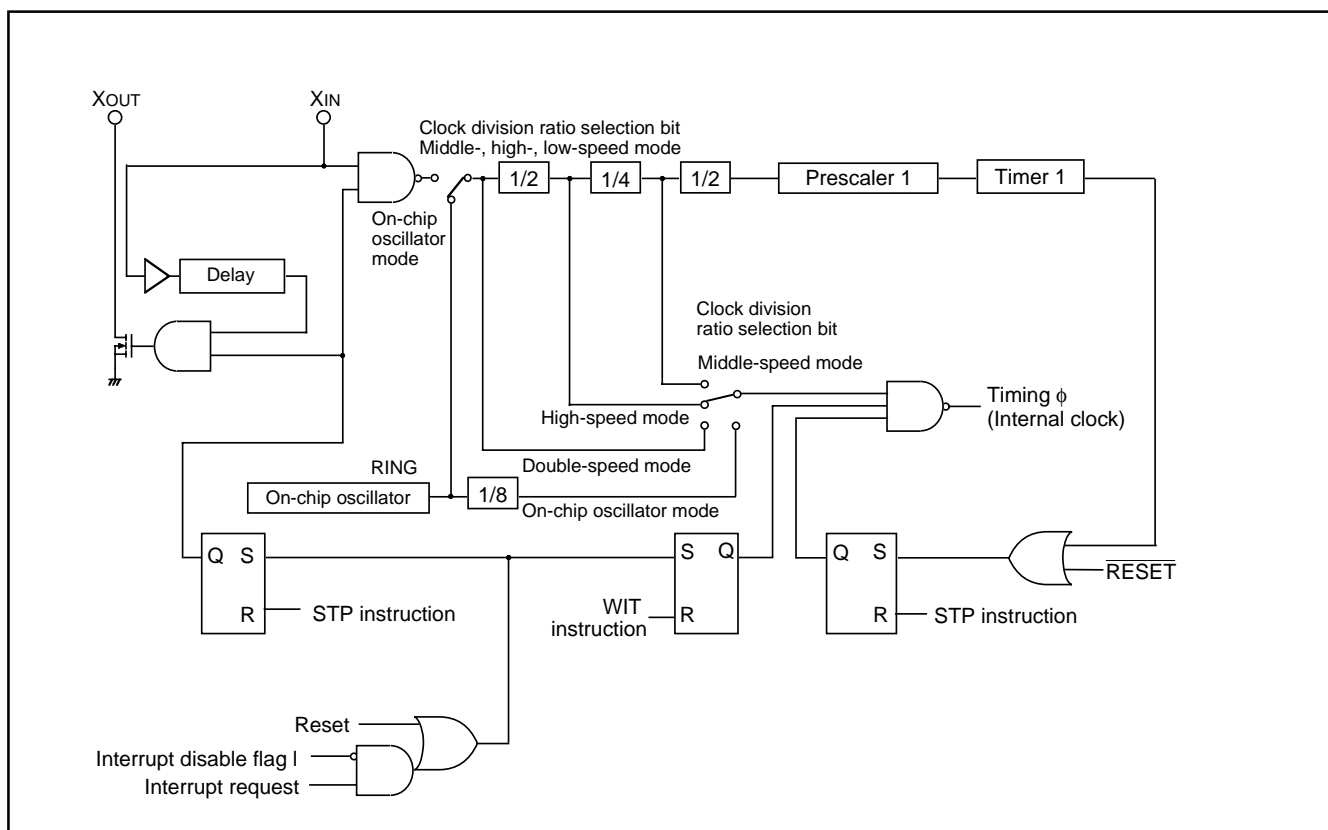 XOUT
XIN
Clock division ratio selection bit
Middle-, high-, low-speed mode
1/2
1/4
1/2
Prescaler 1
Timer 1
On-chip
oscillator
mode
Delay
Clock division
ratio selection bit
Middle-speed mode
High-speed mode
Timing ϕ
(Internal clock)
Double-speed mode
RING
On-chip oscillator
1/8
On-chip oscillator mode
Q S
R
STP instruction
S Q
R
WIT
instruction
Q S
R
STP instruction
RESET
Reset
Interrupt disable flag I
Interrupt request